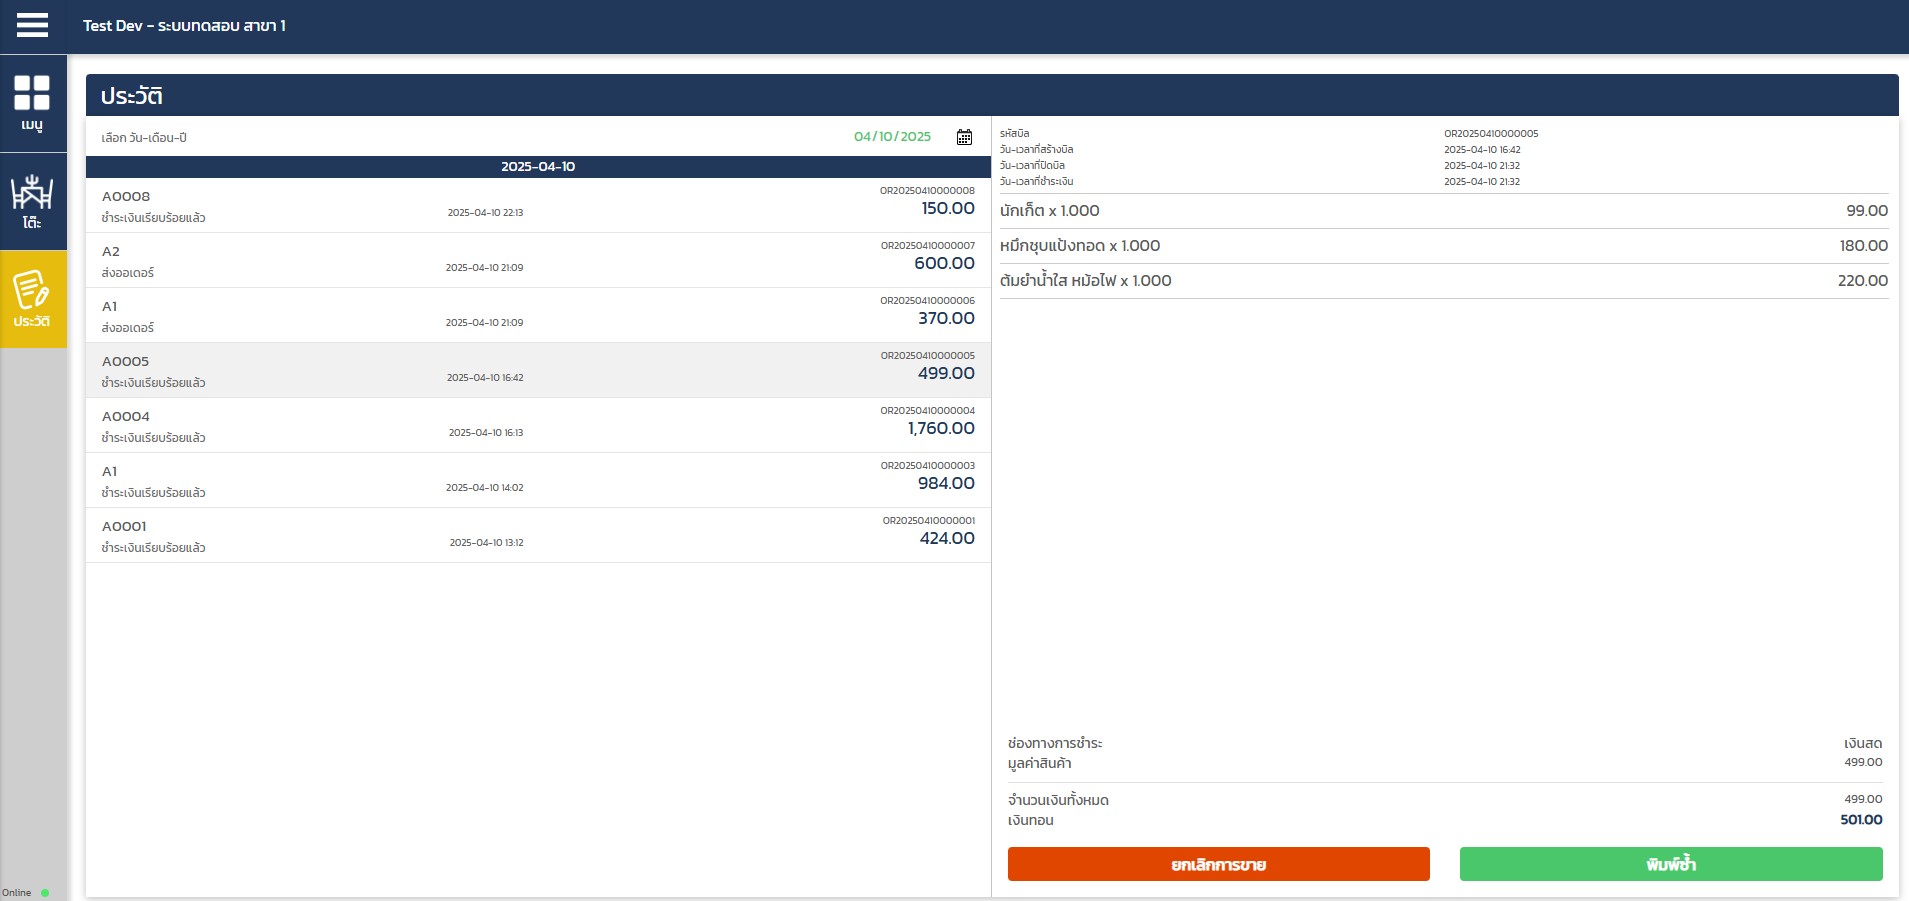 Test Dev - ระบบทดสอบ สาขา 1
เมนู
โต๊ะ
ประวัติ
Online
ประวัติ
เลือก วัน-เดือน-ปี 04/10/2025
2025-04-10
A0008 OR20250410000008
ชำระเงินเรียบร้อยแล้ว 2025-04-10 22:13 150.00
A2 OR20250410000007
ส่งออเดอร์ 2025-04-10 21:09 600.00
A1 OR20250410000006
ส่งออเดอร์ 2025-04-10 21:09 370.00
A0005 OR20250410000005
ชำระเงินเรียบร้อยแล้ว 2025-04-10 16:42 499.00
A0004 OR20250410000004
ชำระเงินเรียบร้อยแล้ว 2025-04-10 16:13 1,760.00
A1 OR20250410000003
ชำระเงินเรียบร้อยแล้ว 2025-04-10 14:02 984.00
A0001 OR20250410000001
ชำระเงินเรียบร้อยแล้ว 2025-04-10 13:12 424.00
รหัสบิล OR20250410000005
วัน-เวลาที่สร้างบิล 2025-04-10 16:42
วัน-เวลาที่ปิดบิล 2025-04-10 21:32
วัน-เวลาที่ชำระเงิน 2025-04-10 21:32
นักเก็ต x 1.000 99.00
หมึกชุบแป้งทอด x 1.000 180.00
ต้มยำน้ำใส หม้อไฟ x 1.000 220.00
ช่องทางการชำระ เงินสด
มูลค่าสินค้า 499.00
จำนวนเงินทั้งหมด 499.00
เงินทอน 501.00
ยกเลิกการขาย พิมพ์ซ้ำ